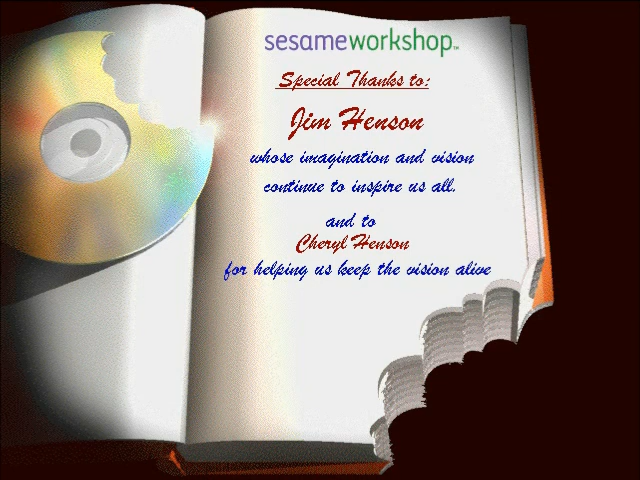 sesameworkshop™
Special Thanks to:
Jim Henson
whose imagination and vision
continue to inspire us all.
and to
Cheryl Henson
for helping us keep the vision alive